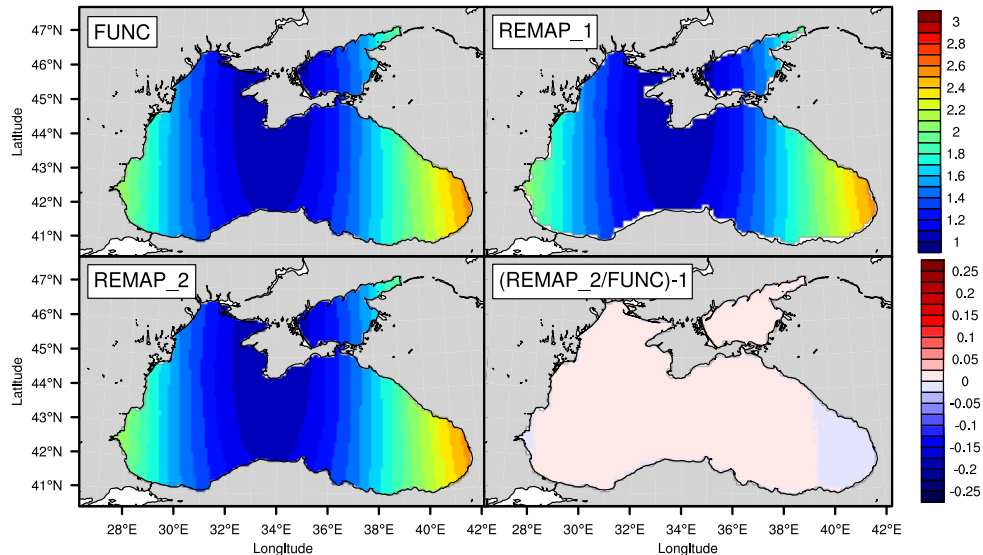 FUNC
REMAP_1
REMAP_2
(REMAP_2/FUNC)-1
Latitude
47°N
46°N
45°N
44°N
43°N
42°N
41°N
3
2.8
2.6
2.4
2.2
2
1.8
1.6
1.4
1.2
1
Latitude
47°N
46°N
45°N
44°N
43°N
42°N
41°N
0.25
0.2
0.15
0.1
0.05
0
-0.05
-0.1
-0.15
-0.2
-0.25
28°E 30°E 32°E 34°E 36°E 38°E 40°E 42°E
28°E 30°E 32°E 34°E 36°E 38°E 40°E 42°E
Longitude
Longitude